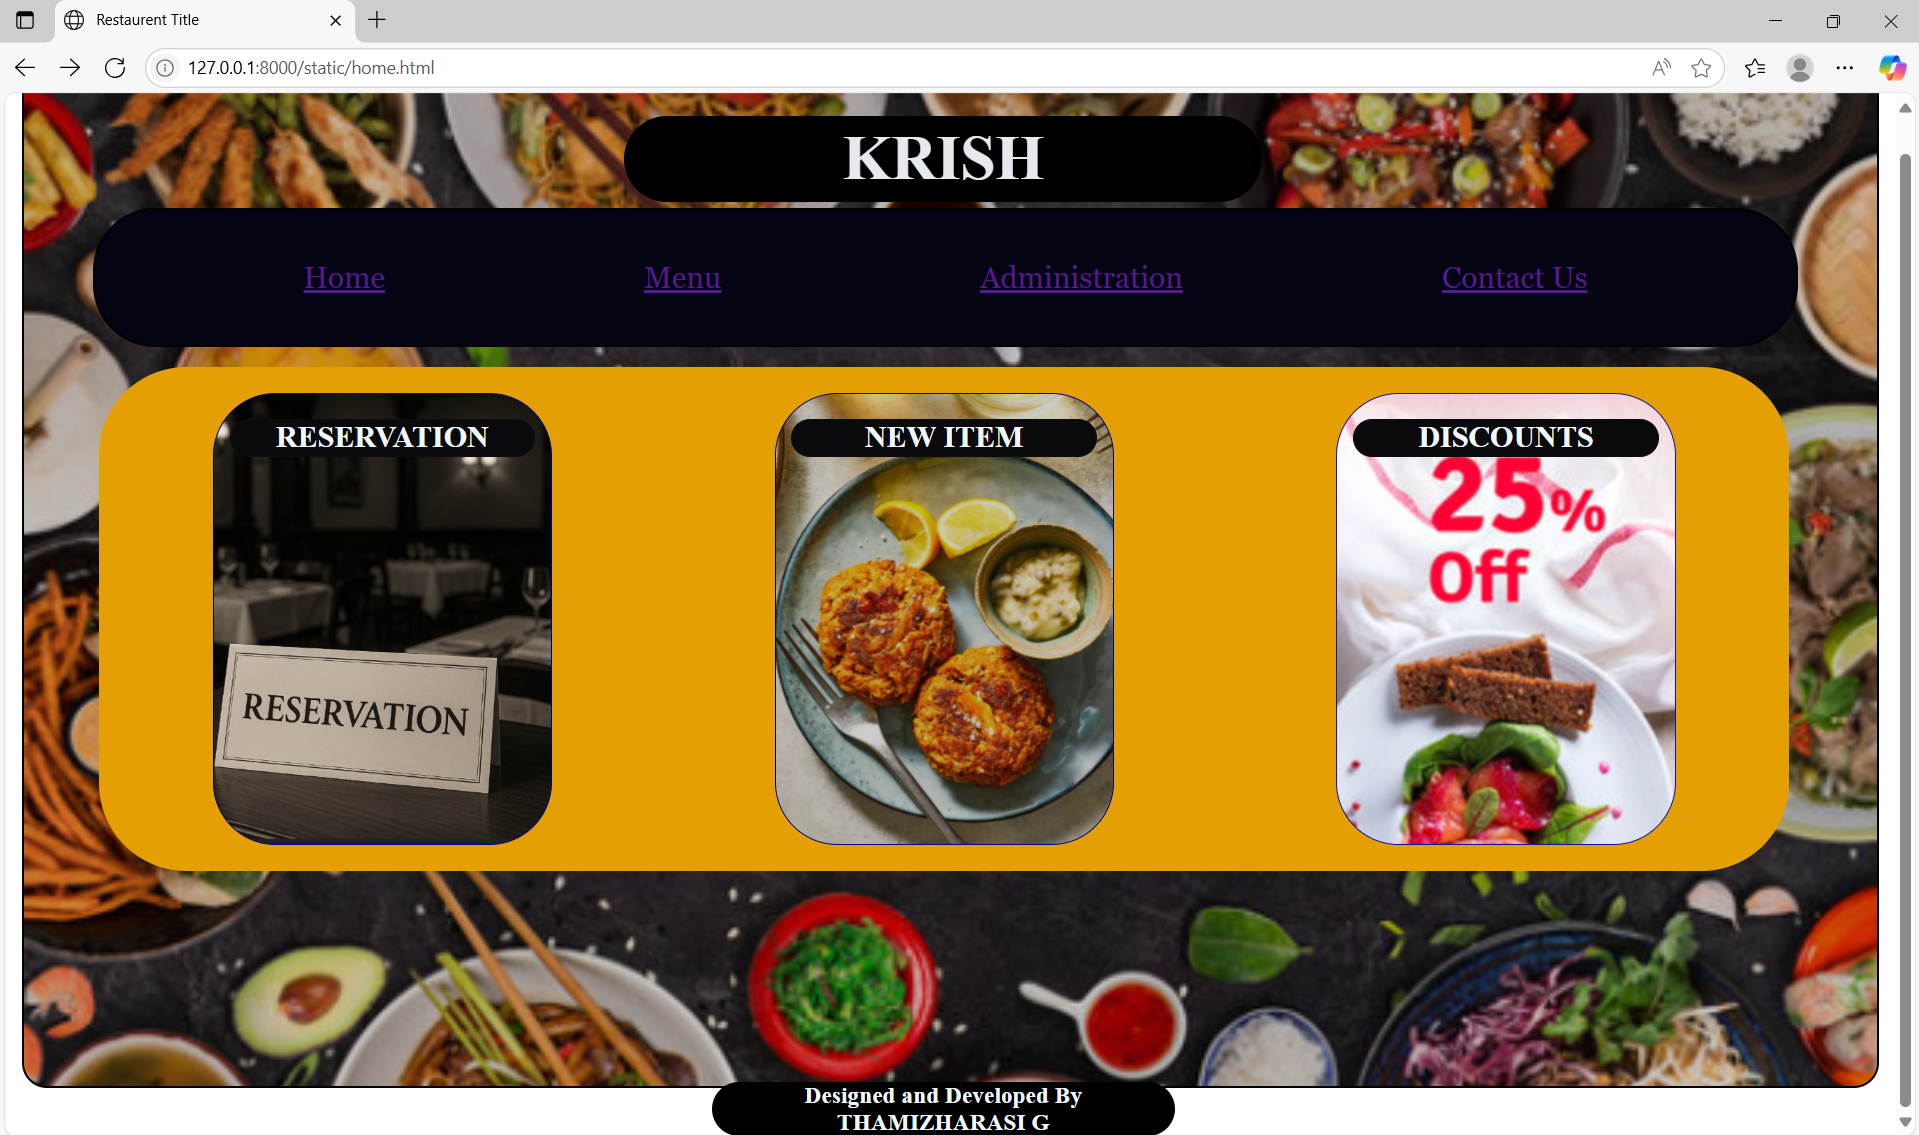 Restaurent Title
127.0.0.1:8000/static/home.html
KRISH
Home Menu Administration Contact Us
RESERVATION NEW ITEM DISCOUNTS
25%
Off
RESERVATION
Designed and Developed By
THAMIZHARASI G